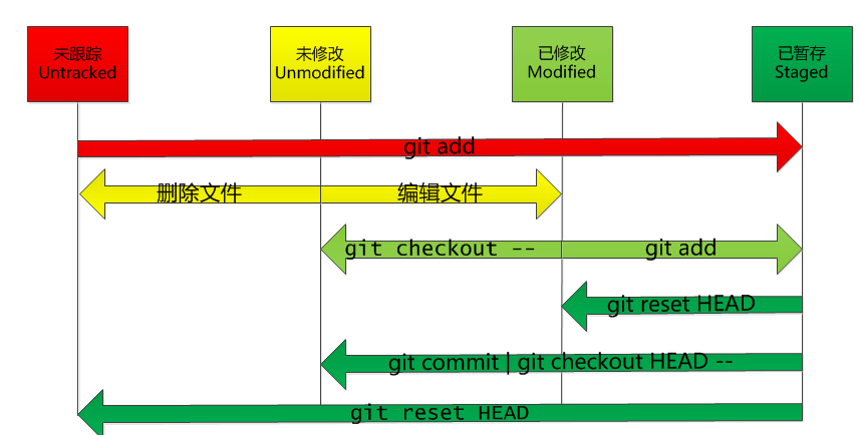 未跟踪
Untracked
未修改
Unmodified
已修改
Modified
已暂存
Staged
git add
删除文件
编辑文件
git checkout --
git add
git reset HEAD
git commit | git checkout HEAD --
git reset HEAD